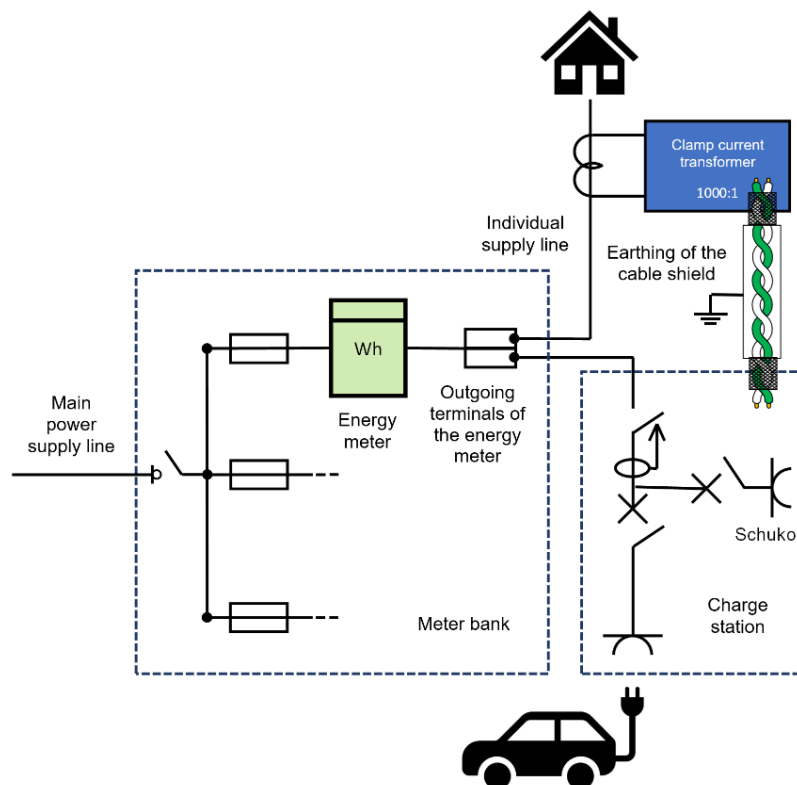 Clamp current
transformer
1000:1
Individual
supply line
Earthing of the
cable shield
Wh
Main
power
supply line
Energy
meter
Outgoing
terminals of
the energy
meter
Schuko
Meter bank
Charge
station